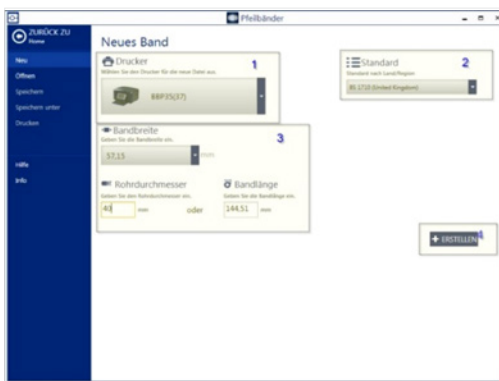 Pfeilbänder
ZURÜCK ZU
Home
Neu
Öffnen
Speichern
Speichern unter
Drucken
Hilfe
Info
Neues Band
Drucker
1
Wählen Sie den Drucker für die neue Datei aus.
BBP35(37)
Standard
2
Standard nach Land/Region
BS 1710 (United Kingdom)
Bandbreite
3
Geben Sie die Bandbreite ein.
57,15
mm
Rohrdurchmesser
Geben Sie den Rohrdurchmesser ein.
40
mm
oder
Bandlänge
Geben Sie die Bandlänge ein.
144,51
mm
+ ERSTELLEN
4